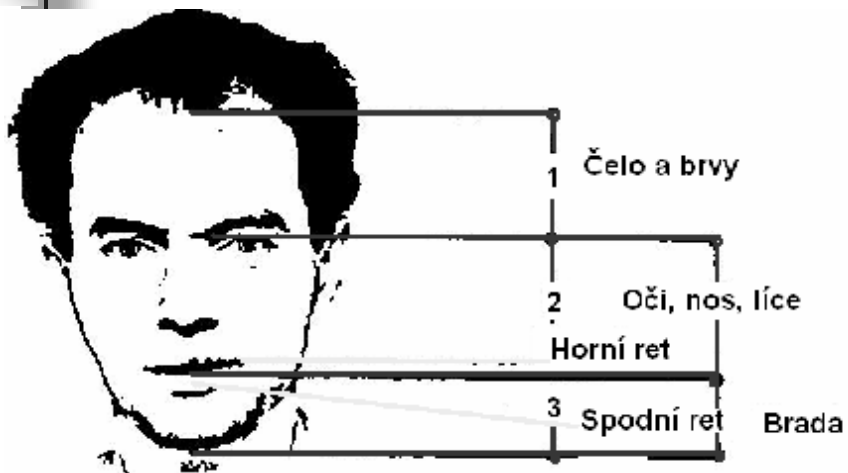 1 Čelo a brvy
2 Oči, nos, líce
Horní ret
3 Spodní ret Brada